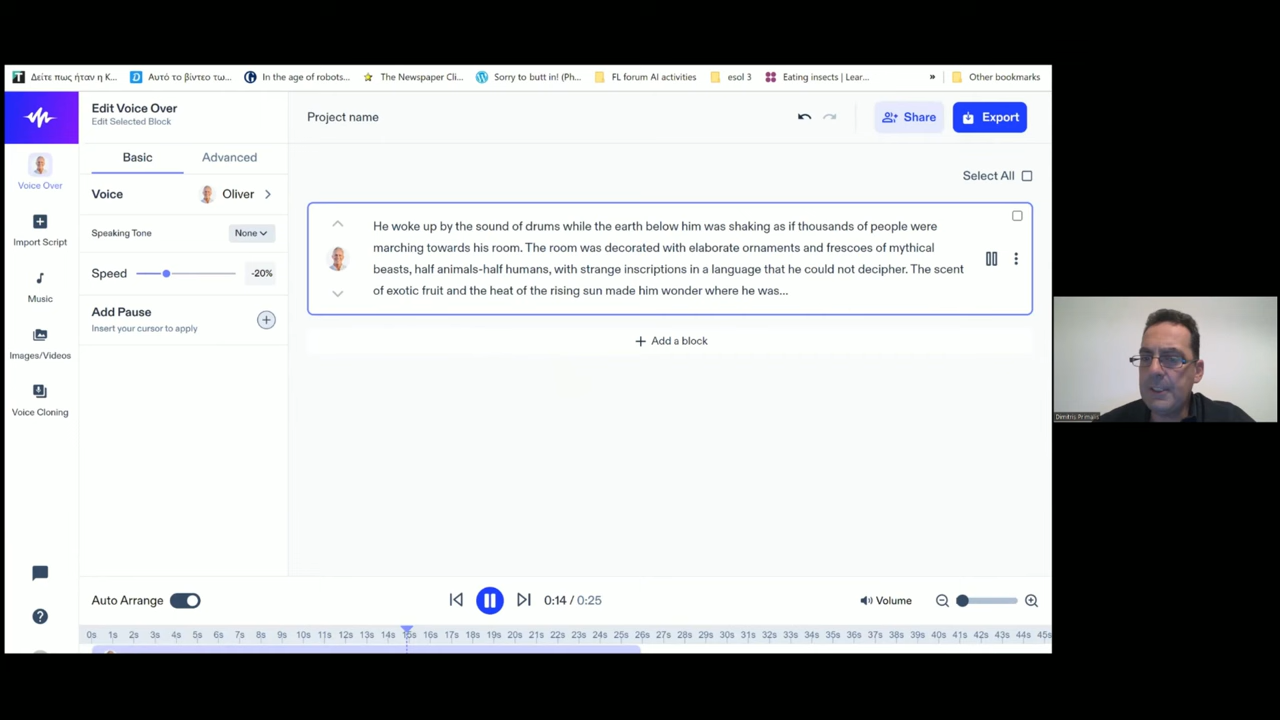 Δείτε πως ήταν η Κ... Αυτό το βίντεο τω... In the age of robots... The Newspaper Cli... Sorry to butt in! (Ph... FL forum AI activities esol 3 Eating insects | Lear... » Other bookmarks
Edit Voice Over
Edit Selected Block
Project name
Share
Export
Basic Advanced
Voice Over
Select All
Voice Oliver
Import Script
Speaking Tone None
He woke up by the sound of drums while the earth below him was shaking as if thousands of people were
marching towards his room. The room was decorated with elaborate ornaments and frescoes of mythical
beasts, half animals-half humans, with strange inscriptions in a language that he could not decipher. The scent
of exotic fruit and the heat of the rising sun made him wonder where he was...
Speed -20%
Music
Add Pause
Insert your cursor to apply
Add a block
Images/Videos
Voice Cloning
Dimitris Primalis
Auto Arrange
0:14 / 0:25
Volume
0s 1s 2s 3s 4s 5s 6s 7s 8s 9s 10s 11s 12s 13s 14s 15s 16s 17s 18s 19s 20s 21s 22s 23s 24s 25s 26s 27s 28s 29s 30s 31s 32s 33s 34s 35s 36s 37s 38s 39s 40s 41s 42s 43s 44s 45s